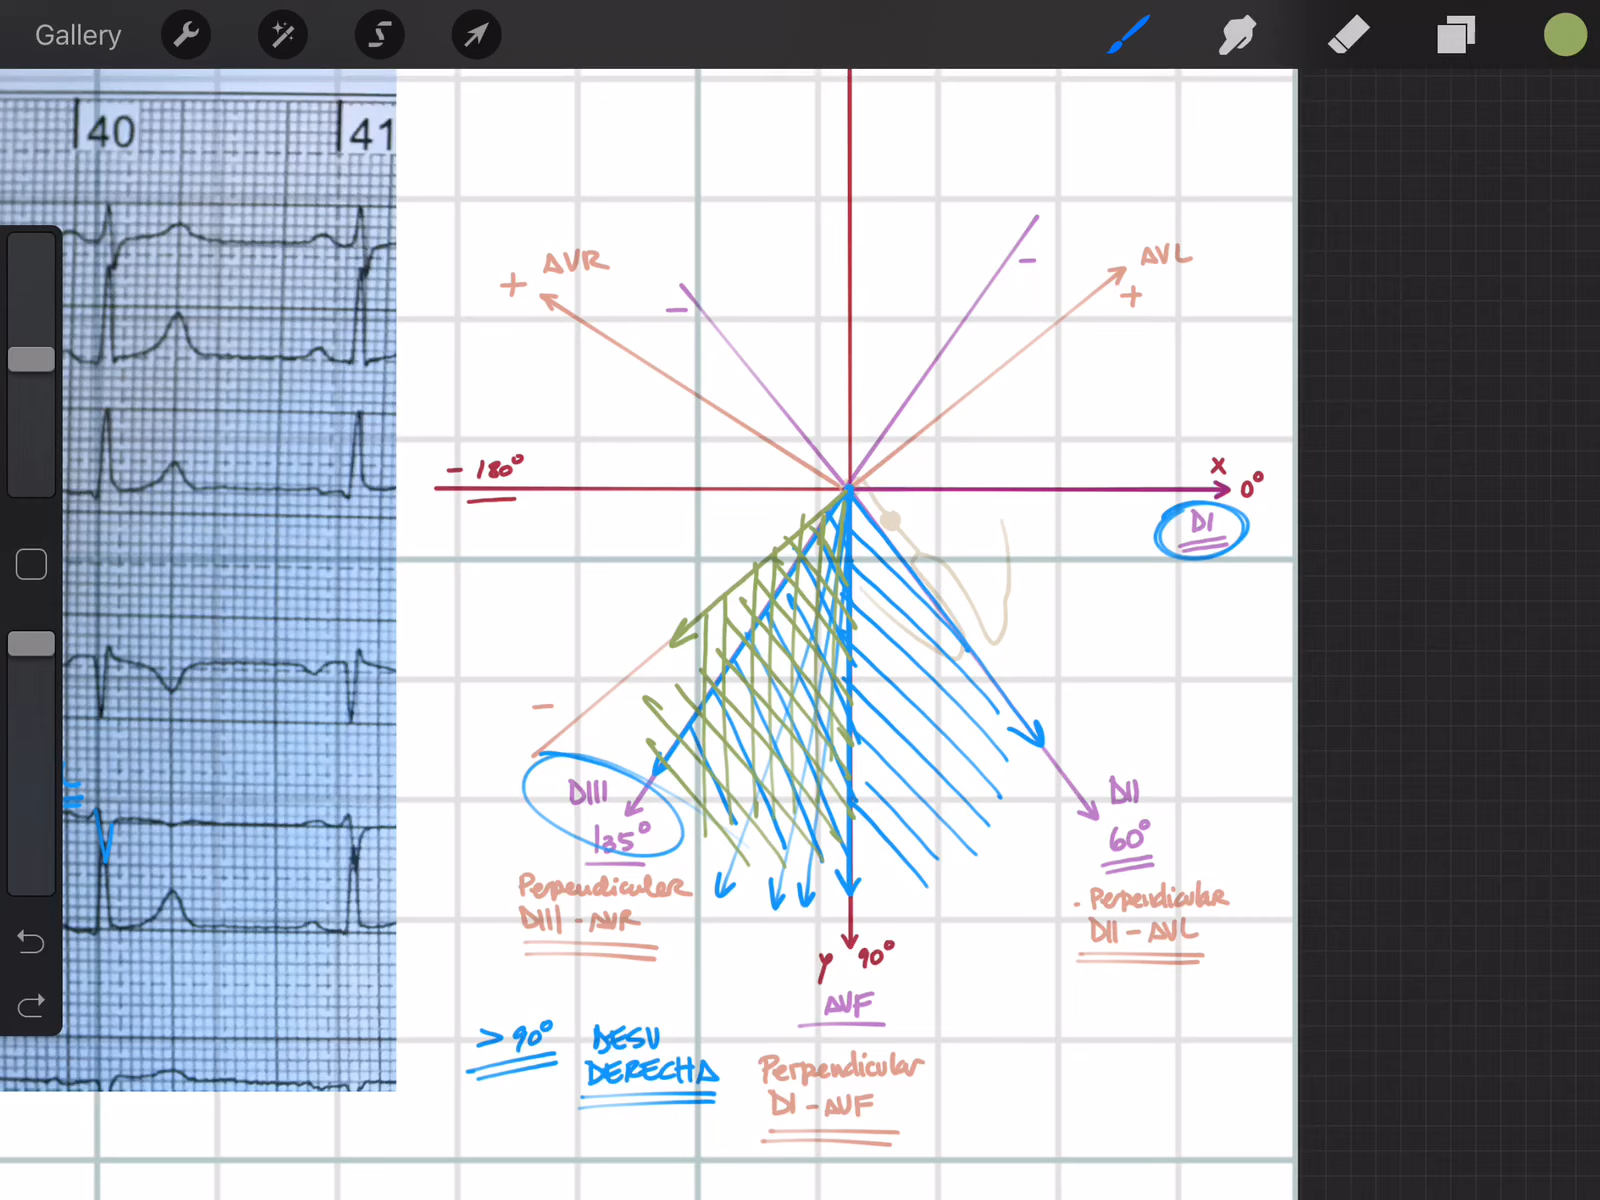 Gallery
40
41
+ AVR
-
-
AVL
+
- 180°
X
0°
DI
-
DIII
135°
Perpendicular
DIII - AVR
DII
60°
. Perpendicular
DII - AVL
Y 90°
AVF
Perpendicular
DI - AVF
> 90° DESV
DERECHA